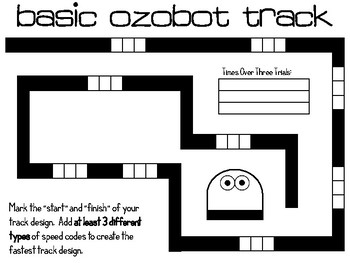 basic ozobot track
Times Over Three Trials:
Mark the "start" and "finish" of your
track design. Add at least 3 different
types of speed codes to create the
fastest track design.